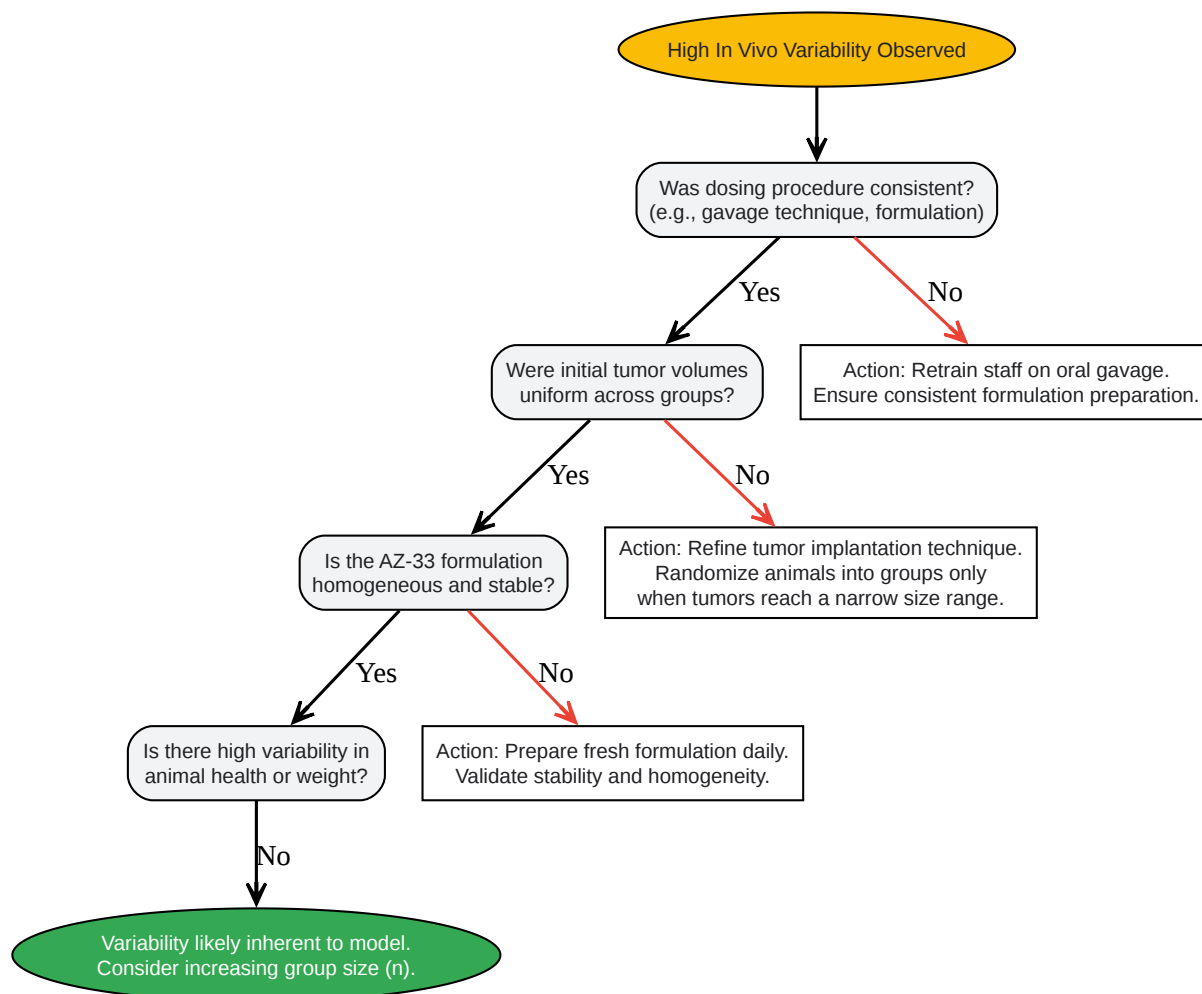 High In Vivo Variability Observed
Was dosing procedure consistent?
(e.g., gavage technique, formulation)
Yes
No
Were initial tumor volumes
uniform across groups?
Action: Retrain staff on oral gavage.
Ensure consistent formulation preparation.
Yes
No
Is the AZ-33 formulation
homogeneous and stable?
Action: Refine tumor implantation technique.
Randomize animals into groups only
when tumors reach a narrow size range.
Yes
No
Is there high variability in
animal health or weight?
Action: Prepare fresh formulation daily.
Validate stability and homogeneity.
No
Variability likely inherent to model.
Consider increasing group size (n).